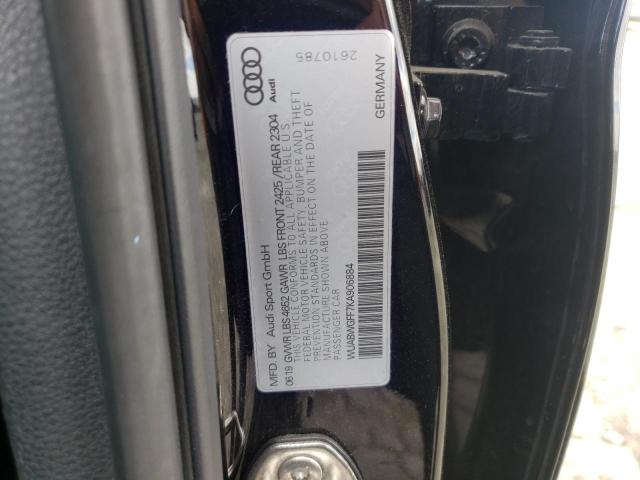 2610785
Audi
GERMANY
MFD. BY Audi Sport GmbH
0619 GVWR LBS 4852 GAWR LBS FRONT 2425 / REAR 2304
THIS VEHICLE CONFORMS TO ALL APPLICABLE U.S.
FEDERAL MOTOR VEHICLE SAFETY, BUMPER AND THEFT
PREVENTION STANDARDS IN EFFECT ON THE DATE OF
MANUFACTURE SHOWN ABOVE
WUABWGFF7KA906884
PASSENGER CAR